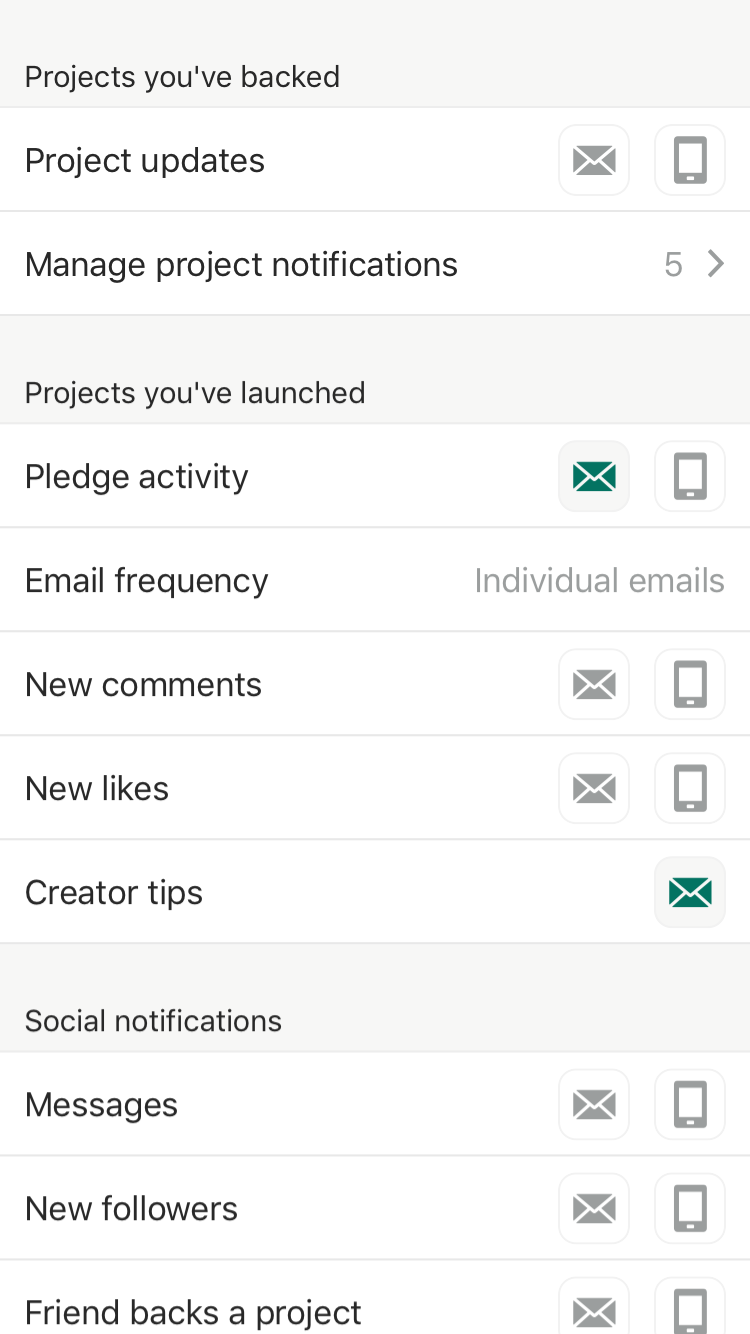 Projects you've backed
Project updates
Manage project notifications 5
Projects you've launched
Pledge activity
Email frequency Individual emails
New comments
New likes
Creator tips
Social notifications
Messages
New followers
Friend backs a project